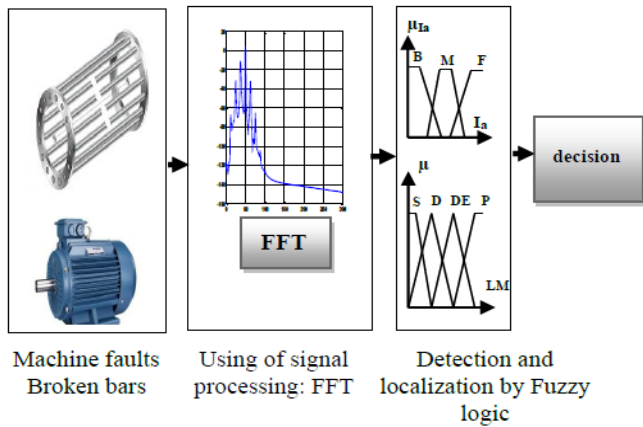 μIa
B M F
Ia
μ
S D DE P
LM
FFT
decision
Machine faults
Broken bars
Using of signal
processing: FFT
Detection and
localization by Fuzzy
logic